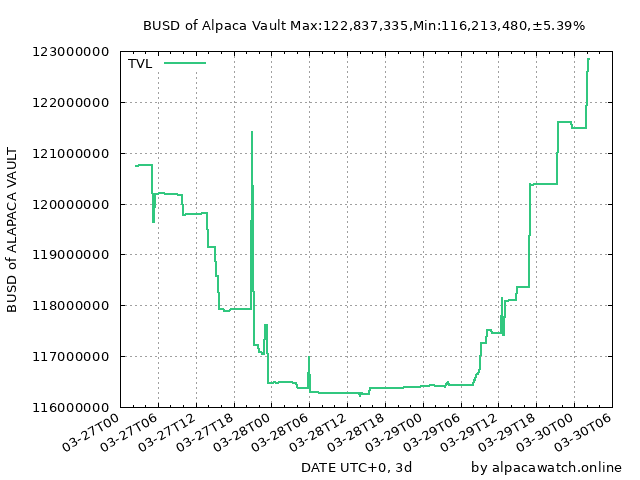 BUSD of Alpaca Vault Max:122,837,335,Min:116,213,480,±5.39%
TVL
123000000
122000000
121000000
120000000
119000000
118000000
117000000
116000000
BUSD of ALAPACA VAULT
03-27T00
03-27T06
03-27T12
03-27T18
03-28T00
03-28T06
03-28T12
03-28T18
03-29T00
03-29T06
03-29T12
03-29T18
03-30T00
03-30T06
DATE UTC+0, 3d
by alpacawatch.online